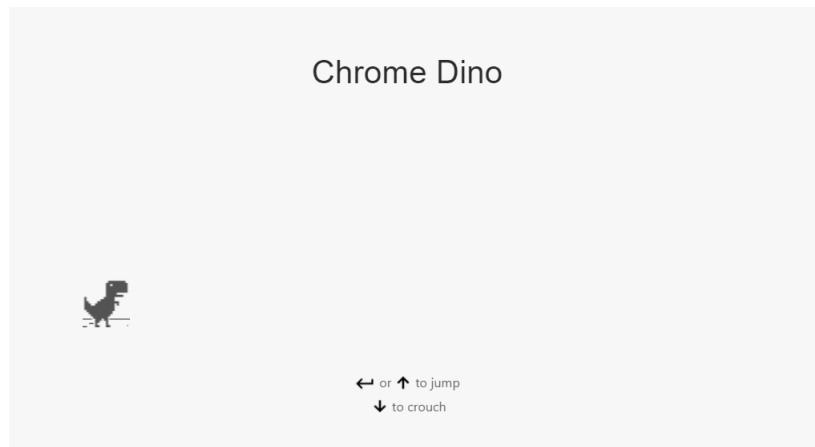 Chrome Dino
↵ or ↑ to jump
↓ to crouch